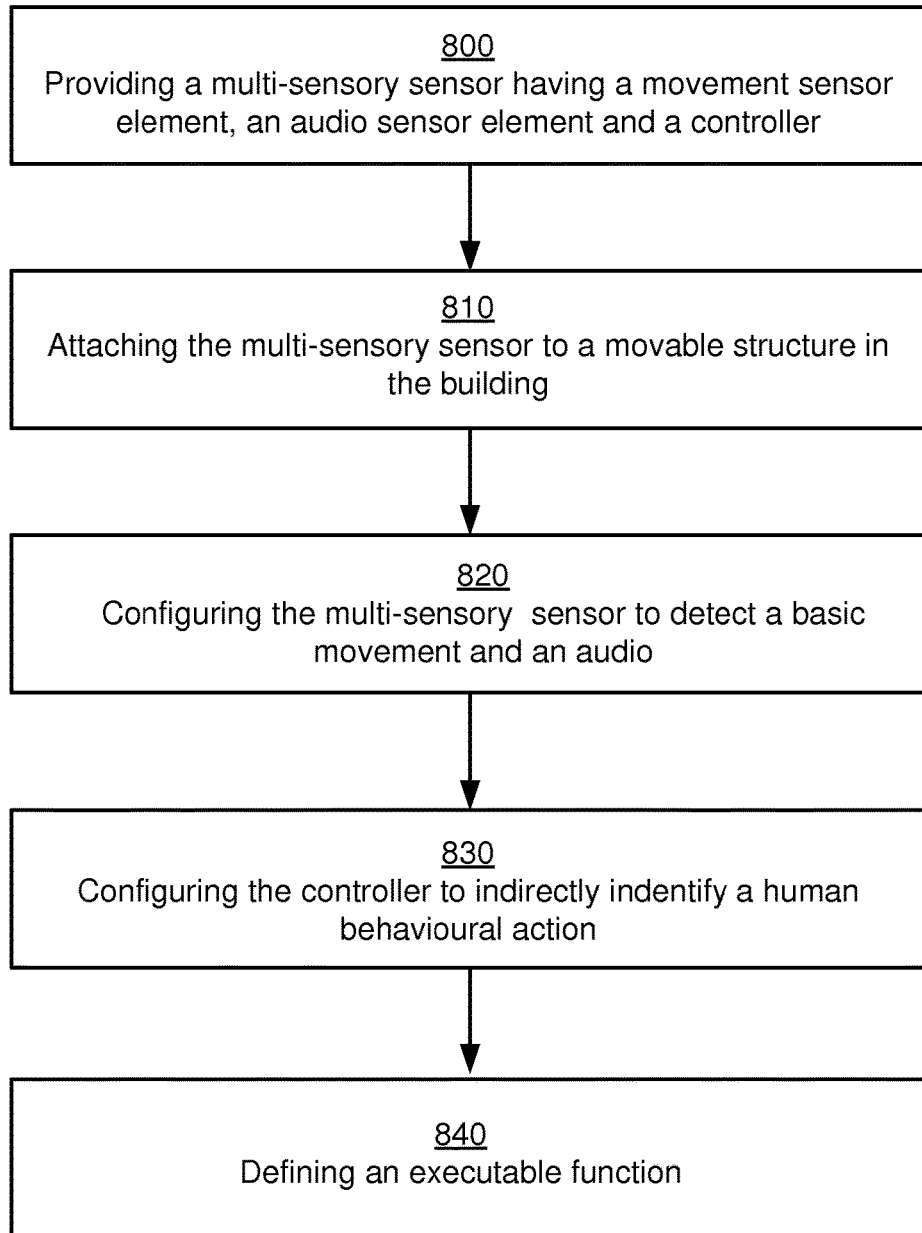 800
Providing a multi-sensory sensor having a movement sensor
element, an audio sensor element and a controller
810
Attaching the multi-sensory sensor to a movable structure in
the building
820
Configuring the multi-sensory sensor to detect a basic
movement and an audio
830
Configuring the controller to indirectly indentify a human
behavioural action
840
Defining an executable function